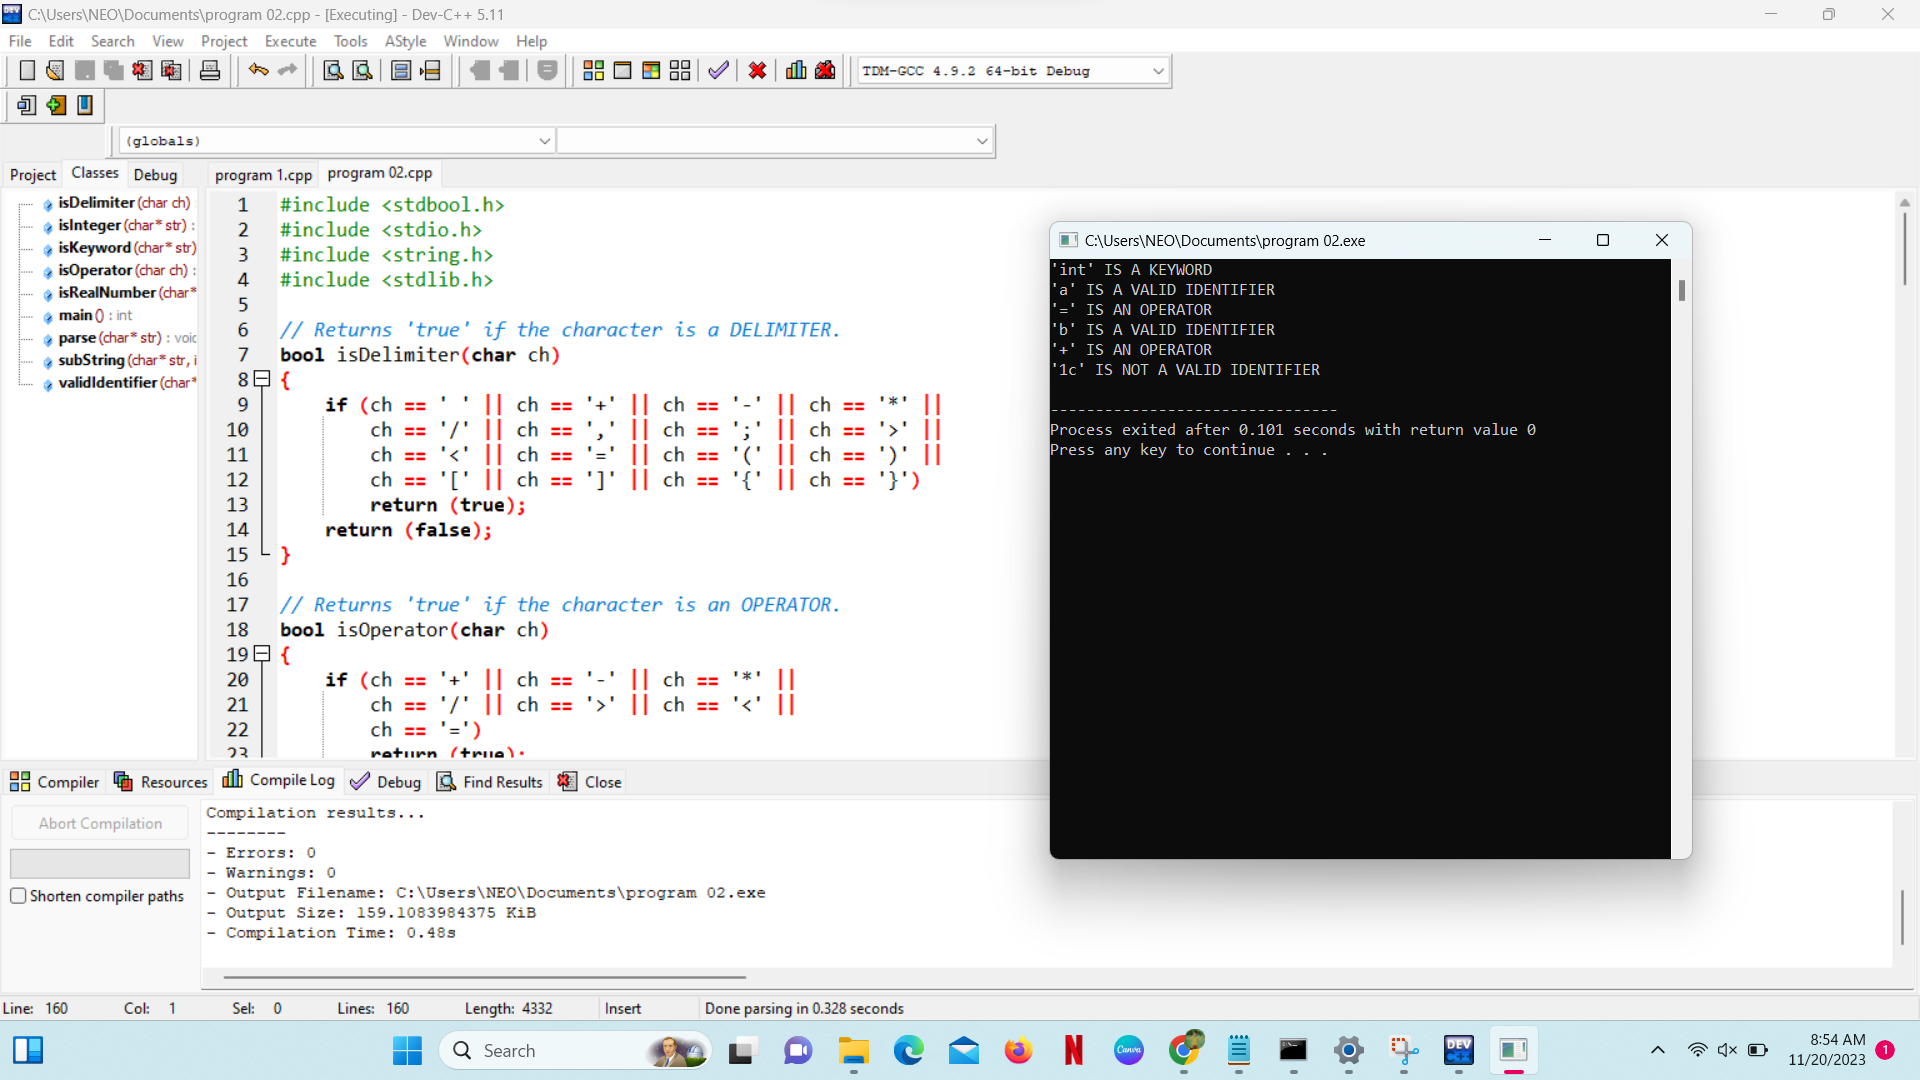 C:\Users\NEO\Documents\program 02.cpp - [Executing] - Dev-C++ 5.11
File Edit Search View Project Execute Tools AStyle Window Help
TDM-GCC 4.9.2 64-bit Debug
(globals)
Project Classes Debug
program 1.cpp program 02.cpp
isDelimiter (char ch)
isInteger (char* str) :
isKeyword (char* str)
isOperator (char ch) :
isRealNumber (char*
main () : int
parse (char* str) : void
subString (char* str, i
validIdentifier (char*
1 #include <stdbool.h>
2 #include <stdio.h>
3 #include <string.h>
4 #include <stdlib.h>
5
6 // Returns 'true' if the character is a DELIMITER.
7 bool isDelimiter(char ch)
8 {
9 if (ch == ' ' || ch == '+' || ch == '-' || ch == '*' ||
10 ch == '/' || ch == ',' || ch == ';' || ch == '>' ||
11 ch == '<' || ch == '=' || ch == '(' || ch == ')' ||
12 ch == '[' || ch == ']' || ch == '{' || ch == '}')
13 return (true);
14 return (false);
15 }
16
17 // Returns 'true' if the character is an OPERATOR.
18 bool isOperator(char ch)
19 {
20 if (ch == '+' || ch == '-' || ch == '*' ||
21 ch == '/' || ch == '>' || ch == '<' ||
22 ch == '=')
23 return (true);
C:\Users\NEO\Documents\program 02.exe
'int' IS A KEYWORD
'a' IS A VALID IDENTIFIER
'=' IS AN OPERATOR
'b' IS A VALID IDENTIFIER
'+' IS AN OPERATOR
'1c' IS NOT A VALID IDENTIFIER
--------------------------------
Process exited after 0.101 seconds with return value 0
Press any key to continue . . .
Compiler Resources Compile Log Debug Find Results Close
Abort Compilation
Shorten compiler paths
Compilation results...
--------
- Errors: 0
- Warnings: 0
- Output Filename: C:\Users\NEO\Documents\program 02.exe
- Output Size: 159.1083984375 KiB
- Compilation Time: 0.48s
Line: 160 Col: 1 Sel: 0 Lines: 160 Length: 4332 Insert Done parsing in 0.328 seconds
Search
N
Canva
DEV
C++
8:54 AM
11/20/2023
1